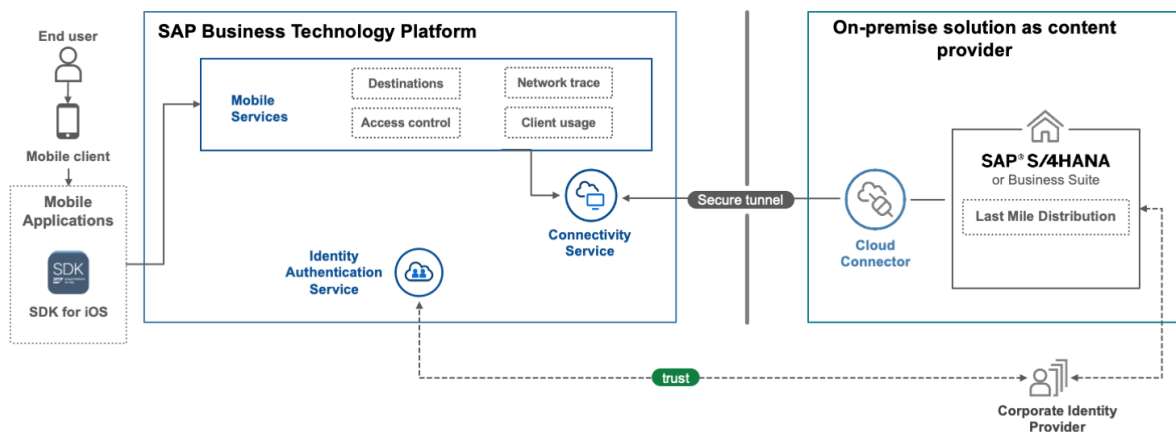 End user
Mobile client
Mobile
Applications
SDK
SDK for iOS
SAP Business Technology Platform
Mobile
Services
Destinations
Network trace
Access control
Client usage
Connectivity
Service
Identity
Authentication
Service
Secure tunnel
On-premise solution as content
provider
Cloud
Connector
SAP® S/4HANA
or Business Suite
Last Mile Distribution
trust
Corporate Identity
Provider